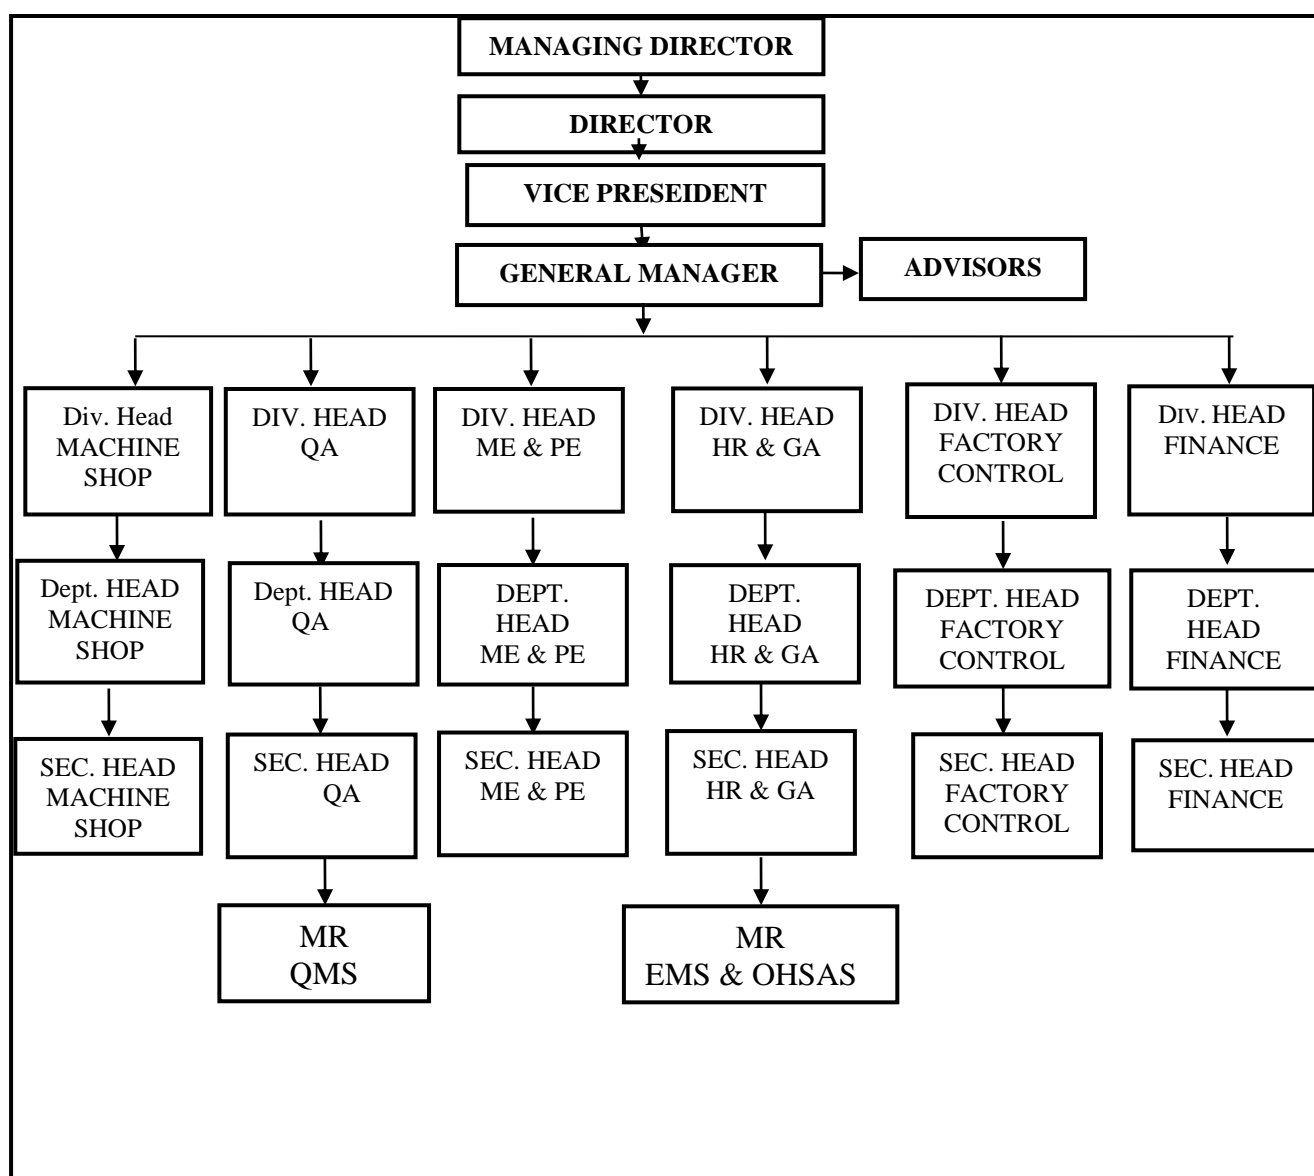 MANAGING DIRECTOR
DIRECTOR
VICE PRESEIDENT
GENERAL MANAGER
ADVISORS
Div. Head
MACHINE
SHOP
DIV. HEAD
QA
DIV. HEAD
ME & PE
DIV. HEAD
HR & GA
DIV. HEAD
FACTORY
CONTROL
DIV. HEAD
FINANCE
Dept. HEAD
MACHINE
SHOP
Dept. HEAD
QA
DEPT.
HEAD
ME & PE
DEPT.
HEAD
HR & GA
DEPT. HEAD
FACTORY
CONTROL
DEPT.
HEAD
FINANCE
SEC. HEAD
MACHINE
SHOP
SEC. HEAD
QA
SEC. HEAD
ME & PE
SEC. HEAD
HR & GA
SEC. HEAD
FACTORY
CONTROL
SEC. HEAD
FINANCE
MR
QMS
MR
EMS & OHSAS